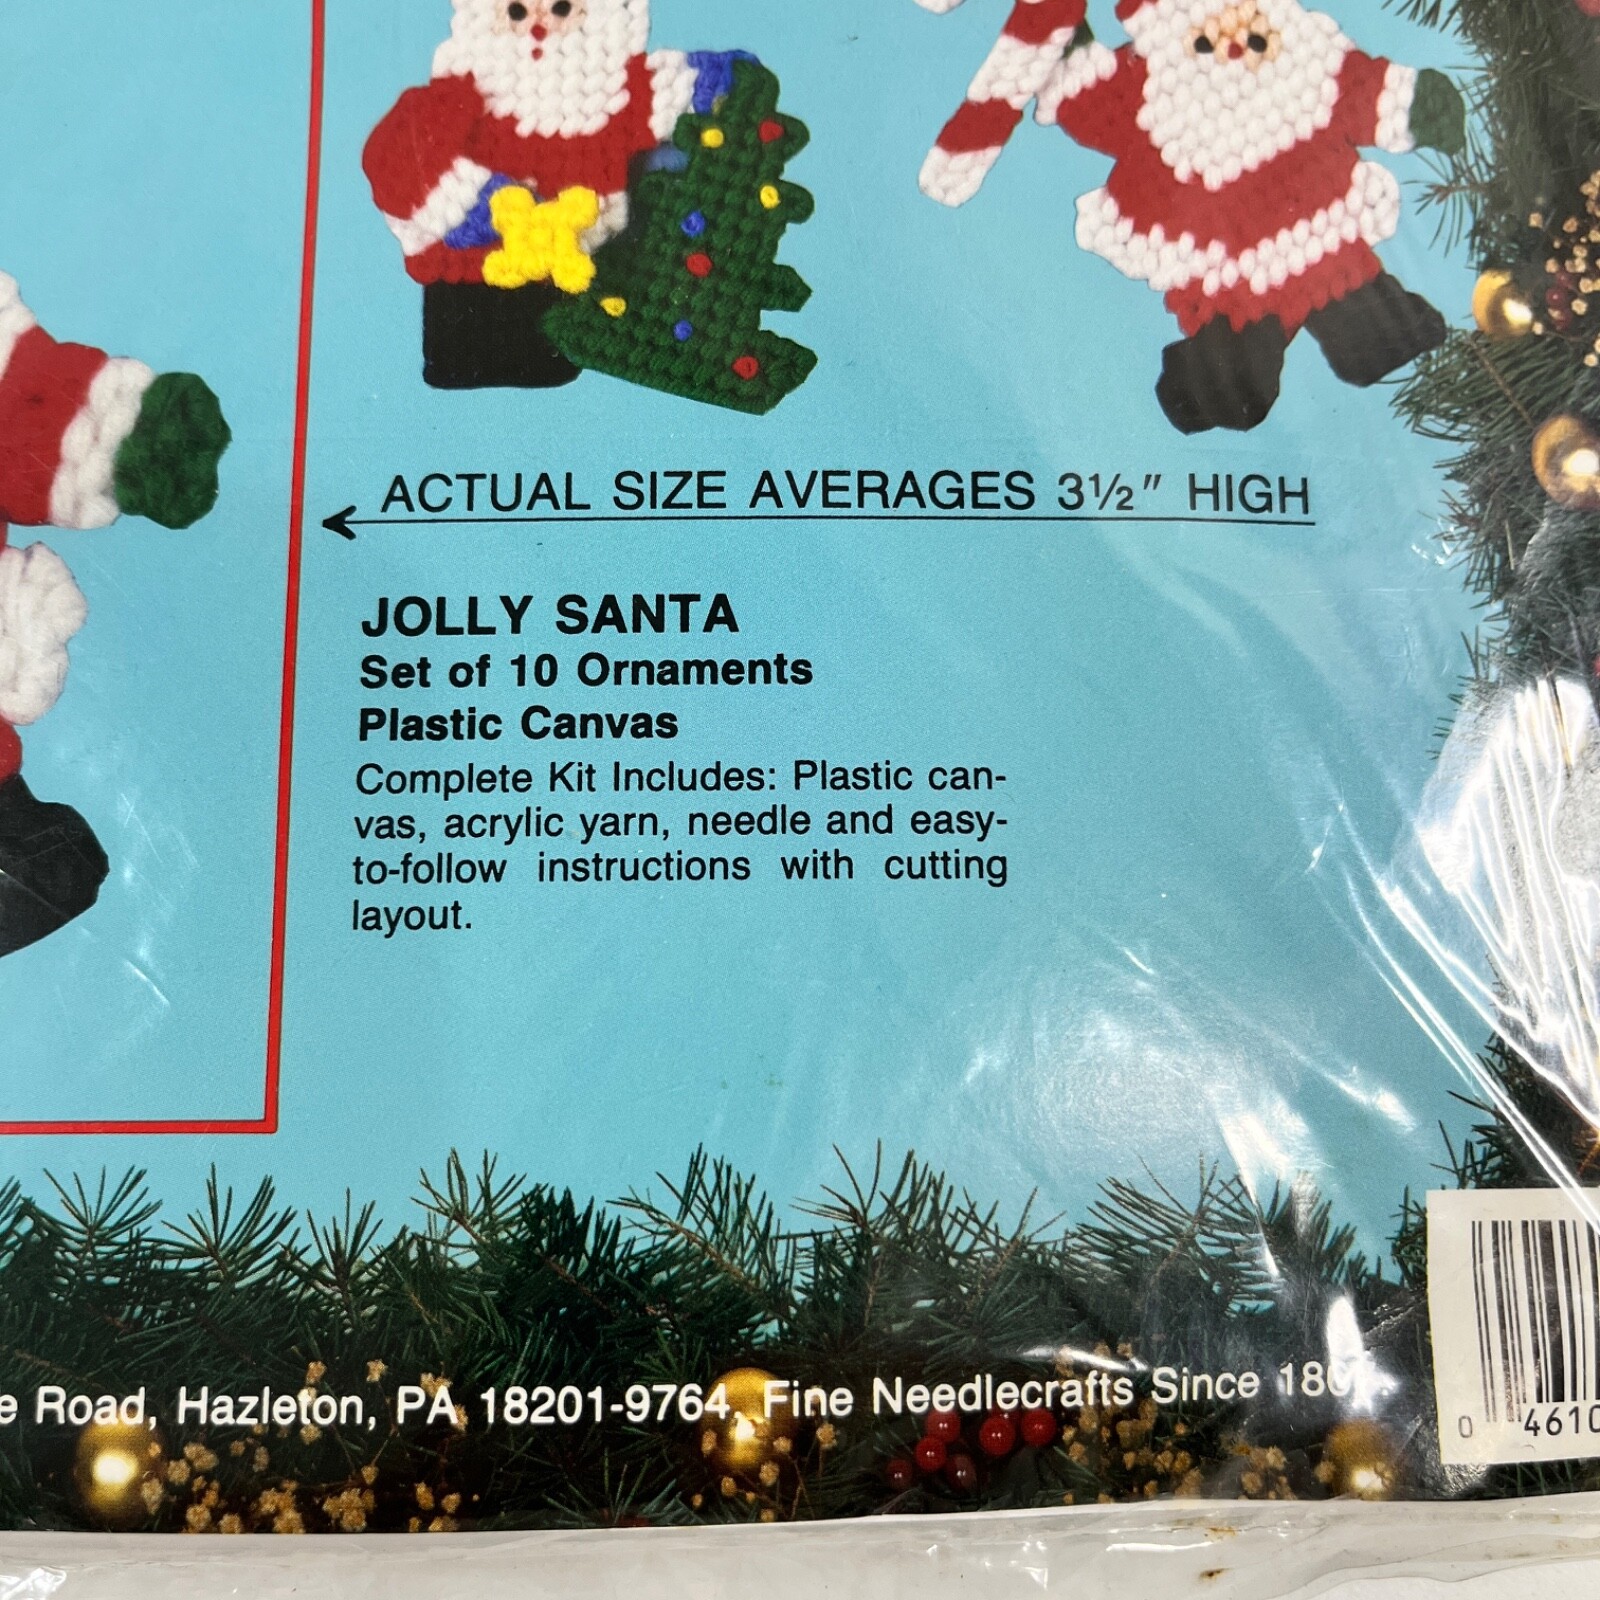 ACTUAL SIZE AVERAGES 3½" HIGH
JOLLY SANTA
Set of 10 Ornaments
Plastic Canvas
Complete Kit Includes: Plastic can-
vas, acrylic yarn, needle and easy-
to-follow instructions with cutting
layout.
Road, Hazleton, PA 18201-9764, Fine Needlecrafts Since
0 4610